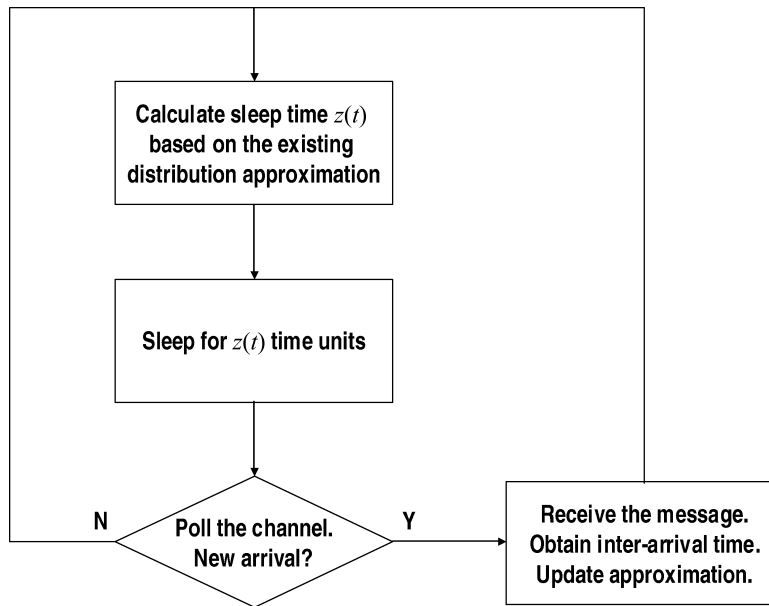 Calculate sleep time z(t)
based on the existing
distribution approximation
Sleep for z(t) time units
N
Poll the channel.
New arrival?
Y
Receive the message.
Obtain inter-arrival time.
Update approximation.